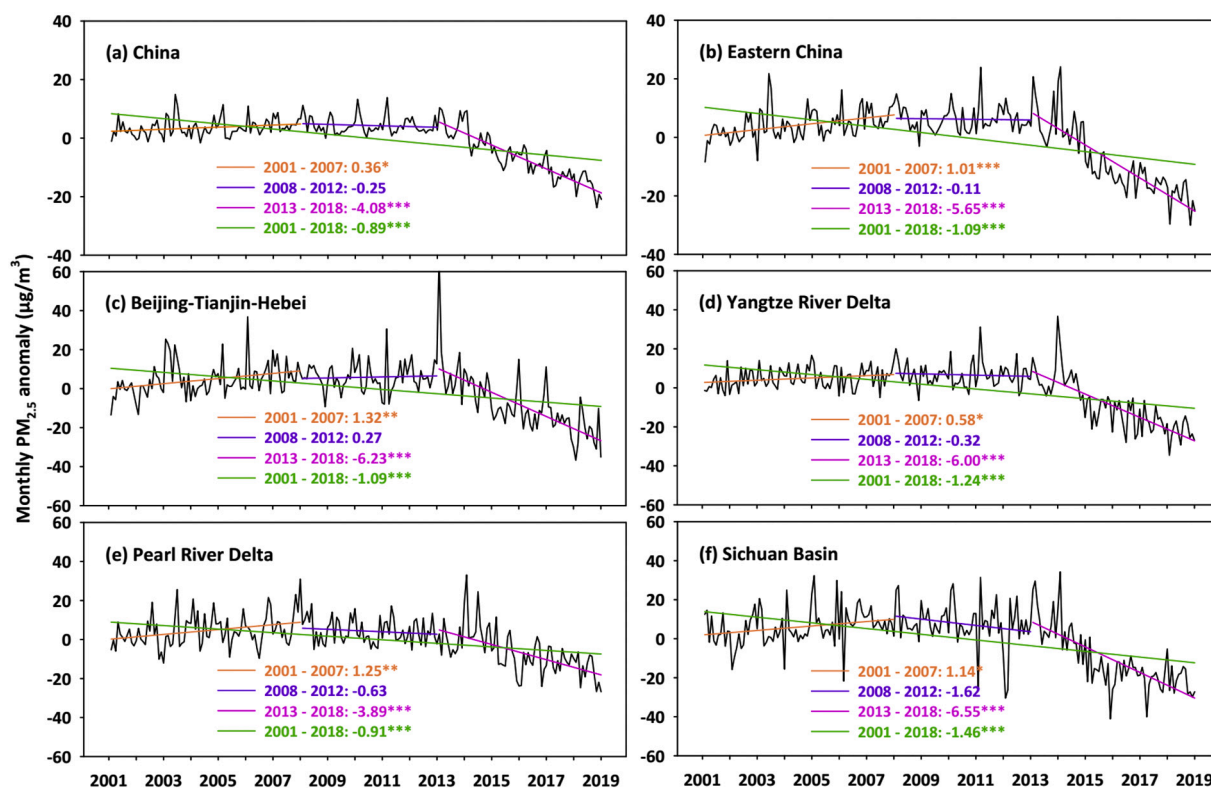 Monthly PM2.5 anomaly (µg/m³)
40
20
0
-20
-40
(a) China
2001 - 2007: 0.36*
2008 - 2012: -0.25
2013 - 2018: -4.08***
2001 - 2018: -0.89***
40
20
0
-20
-40
(b) Eastern China
2001 - 2007: 1.01***
2008 - 2012: -0.11
2013 - 2018: -5.65***
2001 - 2018: -1.09***
60
40
20
0
-20
-40
-60
(c) Beijing-Tianjin-Hebei
2001 - 2007: 1.32**
2008 - 2012: 0.27
2013 - 2018: -6.23***
2001 - 2018: -1.09***
60
40
20
0
-20
-40
-60
(d) Yangtze River Delta
2001 - 2007: 0.58*
2008 - 2012: -0.32
2013 - 2018: -6.00***
2001 - 2018: -1.24***
60
40
20
0
-20
-40
-60
(e) Pearl River Delta
2001 - 2007: 1.25**
2008 - 2012: -0.63
2013 - 2018: -3.89***
2001 - 2018: -0.91***
2001 2003 2005 2007 2009 2011 2013 2015 2017 2019
60
40
20
0
-20
-40
-60
(f) Sichuan Basin
2001 - 2007: 1.14*
2008 - 2012: -1.62
2013 - 2018: -6.55***
2001 - 2018: -1.46***
2001 2003 2005 2007 2009 2011 2013 2015 2017 2019